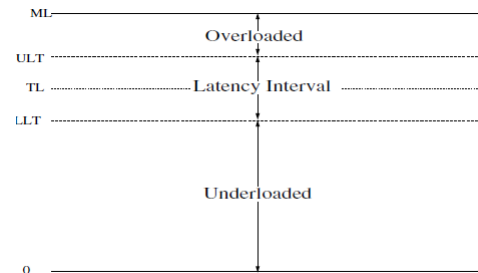 ML
Overloaded
ULT
TL
Latency Interval
LLT
Underloaded
0